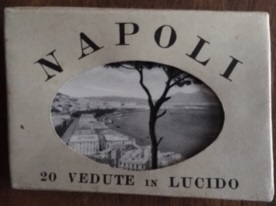 NAPOLI
20 VEDUTE IN LUCIDO